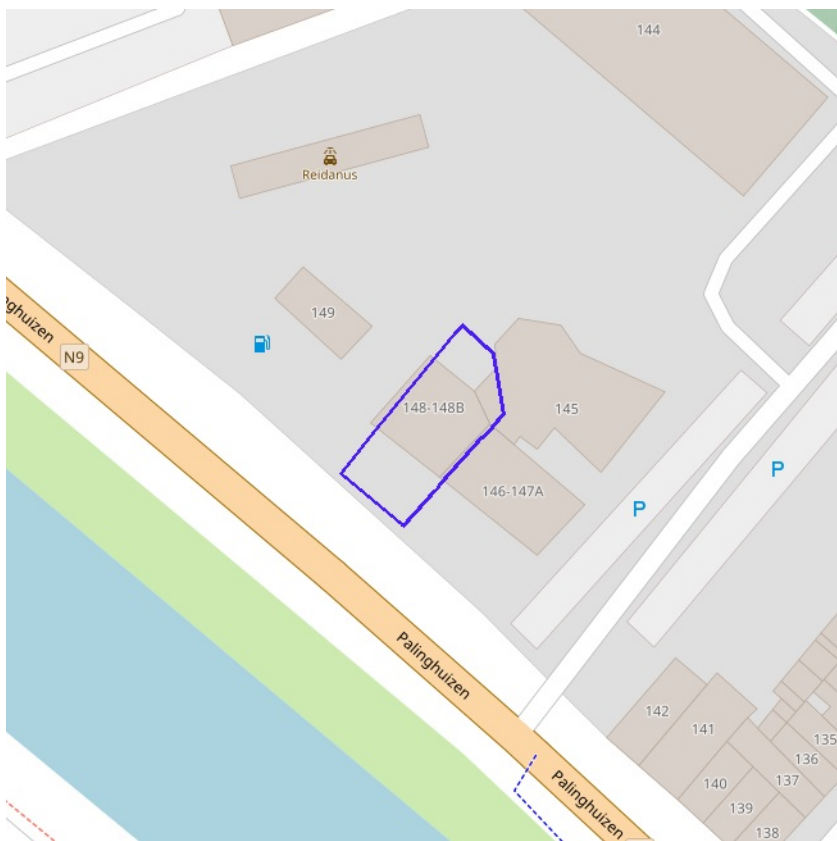 144
Reidanus
149
nghuizen
N9
148-148B
145
146-147A
P
P
Palinghuizen
142
141
135
136
137
140
139
138
Palinghuizen